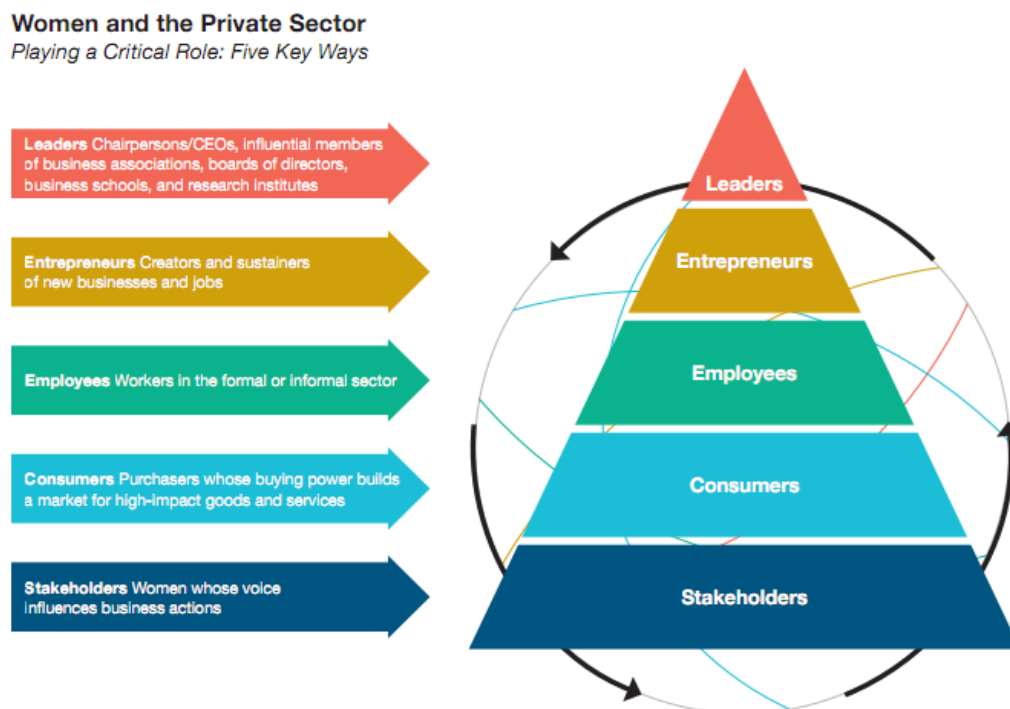 Women and the Private Sector
Playing a Critical Role: Five Key Ways
Leaders Chairpersons/CEOs, influential members
of business associations, boards of directors,
business schools, and research institutes
Entrepreneurs Creators and sustainers
of new businesses and jobs
Employees Workers in the formal or informal sector
Consumers Purchasers whose buying power builds
a market for high-impact goods and services
Stakeholders Women whose voice
influences business actions
Leaders
Entrepreneurs
Employees
Consumers
Stakeholders